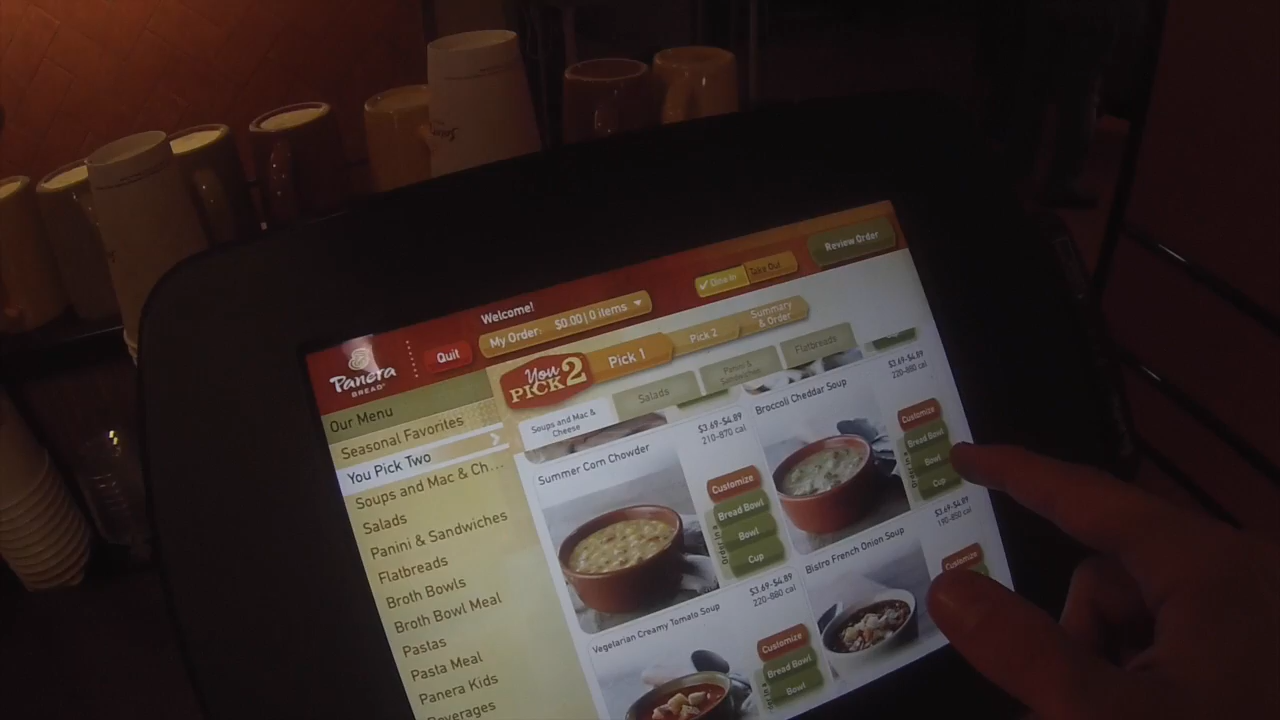 Welcome!
My Order: $0.00 | 0 items
Dine In
Take Out
Review Order
Panera
BREAD
Quit
You
PICK 2
Pick 1
Pick 2
Summary
& Order
Our Menu
Seasonal Favorites
You Pick Two
Soups and Mac & Ch...
Salads
Panini & Sandwiches
Flatbreads
Broth Bowls
Broth Bowl Meal
Pastas
Pasta Meal
Panera Kids
Beverages
Soups and Mac &
Cheese
Salads
Panini &
Sandwiches
Flatbreads
Summer Corn Chowder
$3.69-$4.89
210-870 cal
Customize
Order in a
Bread Bowl
Bowl
Cup
Broccoli Cheddar Soup
$3.69-$4.89
220-880 cal
Customize
Bread Bowl
Bowl
Cup
Vegetarian Creamy Tomato Soup
$3.69-$4.89
220-880 cal
Customize
Bread Bowl
Bowl
Bistro French Onion Soup
$3.69-$4.89
190-850 cal
Customize